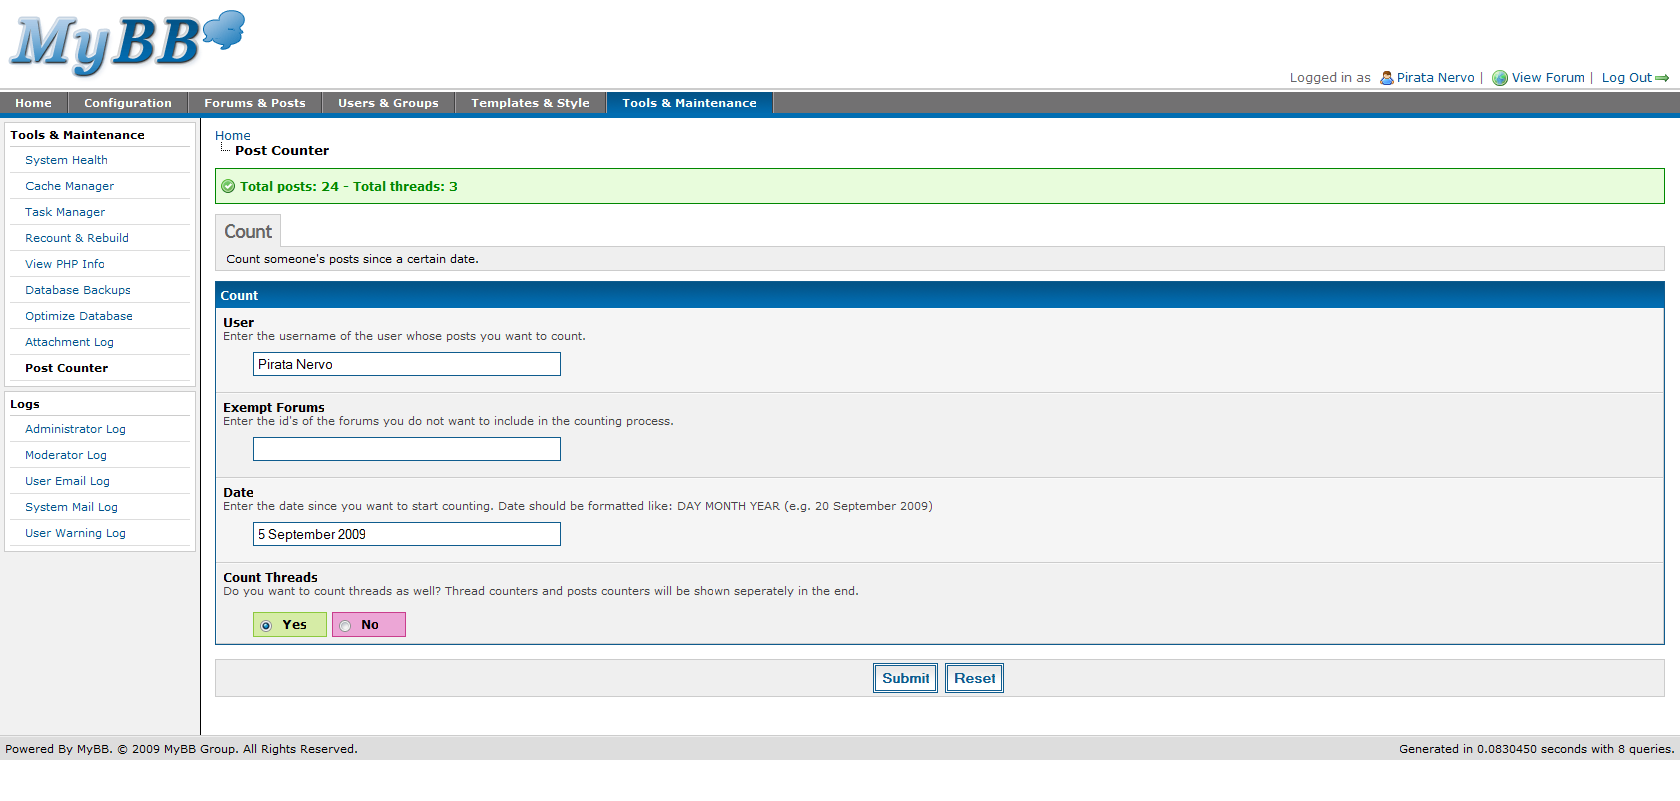 MyBB
Logged in as Pirata Nervo | View Forum | Log Out
Home Configuration Forums & Posts Users & Groups Templates & Style Tools & Maintenance
Tools & Maintenance
System Health
Cache Manager
Task Manager
Recount & Rebuild
View PHP Info
Database Backups
Optimize Database
Attachment Log
Post Counter
Logs
Administrator Log
Moderator Log
User Email Log
System Mail Log
User Warning Log
Home
Post Counter
Total posts: 24 - Total threads: 3
Count
Count someone's posts since a certain date.
Count
User
Enter the username of the user whose posts you want to count.
Pirata Nervo
Exempt Forums
Enter the id's of the forums you do not want to include in the counting process.
Date
Enter the date since you want to start counting. Date should be formatted like: DAY MONTH YEAR (e.g. 20 September 2009)
5 September 2009
Count Threads
Do you want to count threads as well? Thread counters and posts counters will be shown seperately in the end.
Yes No
Submit Reset
Powered By MyBB. © 2009 MyBB Group. All Rights Reserved. Generated in 0.0830450 seconds with 8 queries.